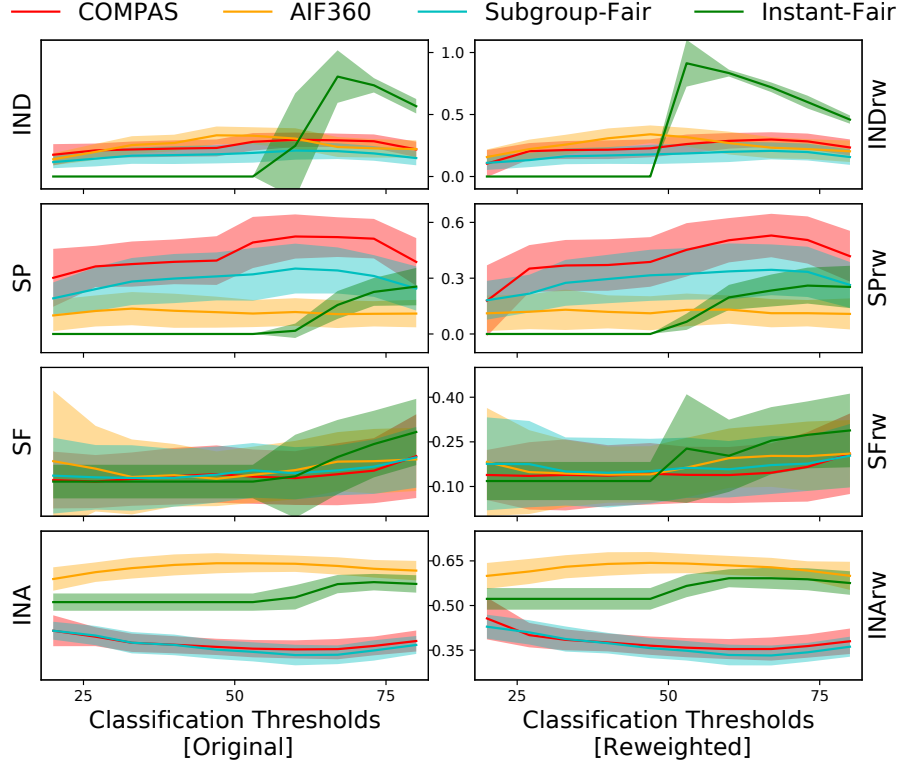 COMPAS AIF360 Subgroup-Fair Instant-Fair
IND
1.0
0.5
0.0
INDrw
SP
0.6
0.3
0.0
SPrw
SF
0.40
0.25
0.10
SFrw
INA
0.65
0.50
0.35
INArw
25 50 75
25 50 75
Classification Thresholds
[Original]
Classification Thresholds
[Reweighted]